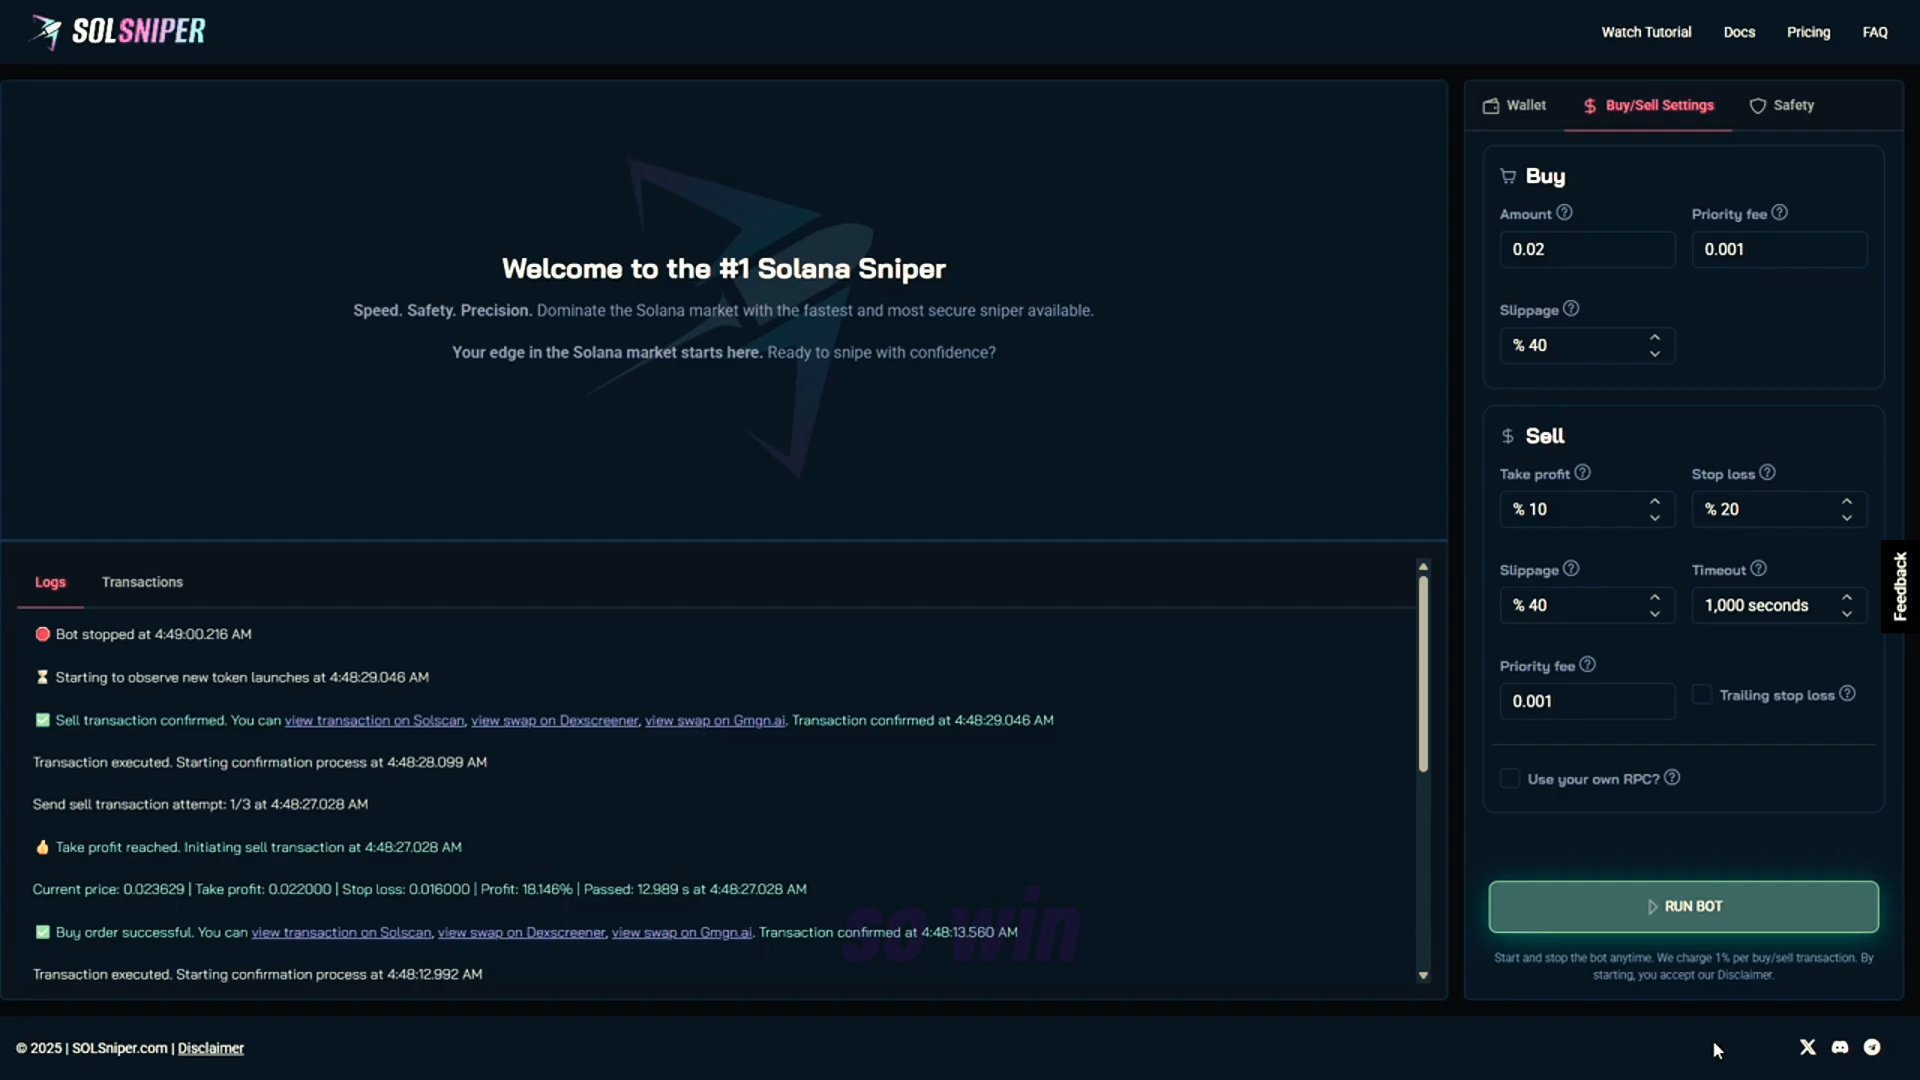 SOLSNIPER
Watch Tutorial
Docs
Pricing
FAQ
Welcome to the #1 Solana Sniper
Speed. Safety. Precision. Dominate the Solana market with the fastest and most secure sniper available.
Your edge in the Solana market starts here. Ready to snipe with confidence?
Logs
Transactions
Bot stopped at 4:49:00.216 AM
Starting to observe new token launches at 4:48:29.046 AM
Sell transaction confirmed. You can view transaction on Solscan, view swap on Dexscreener, view swap on Gmgn.ai. Transaction confirmed at 4:48:29.046 AM
Transaction executed. Starting confirmation process at 4:48:28.099 AM
Send sell transaction attempt: 1/3 at 4:48:27.028 AM
Take profit reached. Initiating sell transaction at 4:48:27.028 AM
Current price: 0.023629 | Take profit: 0.022000 | Stop loss: 0.016000 | Profit: 18.146% | Passed: 12.989 s at 4:48:27.028 AM
Buy order successful. You can view transaction on Solscan, view swap on Dexscreener, view swap on Gmgn.ai. Transaction confirmed at 4:48:13.560 AM
so win
Transaction executed. Starting confirmation process at 4:48:12.992 AM
Wallet
$ Buy/Sell Settings
Safety
Buy
Amount ?
Priority fee ?
0.02
0.001
Slippage ?
% 40
$ Sell
Take profit ?
Stop loss ?
% 10
% 20
Slippage ?
Timeout ?
% 40
1,000 seconds
Priority fee ?
0.001
Trailing stop loss ?
Use your own RPC? ?
RUN BOT
Start and stop the bot anytime. We charge 1% per buy/sell transaction. By
starting, you accept our Disclaimer.
Feedback
© 2025 | SOLSniper.com | Disclaimer